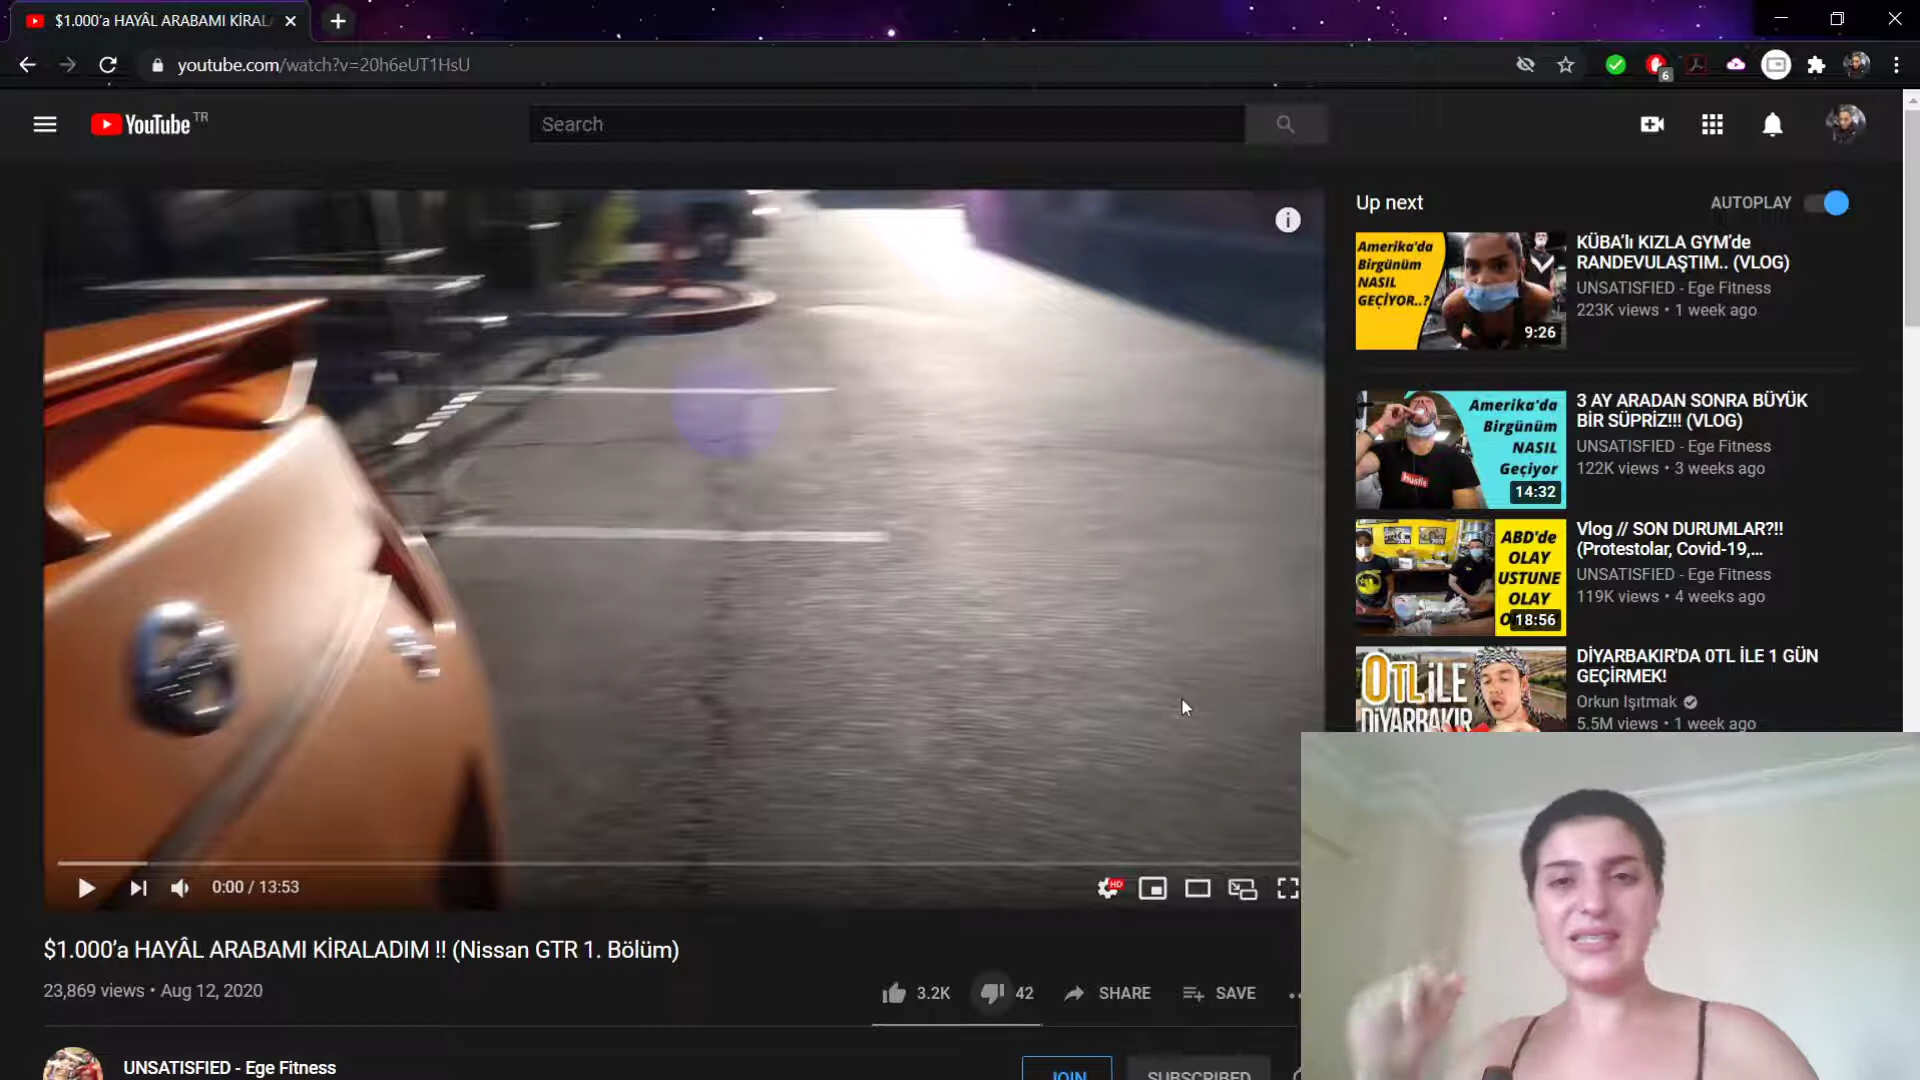 $1.000’a HAYÂL ARABAMI KİRAL
youtube.com/watch?v=20h6eUT1HsU
6
YouTube TR
Search
Up next
AUTOPLAY
Amerika'da
Birgünüm
NASIL
GEÇİYOR..?
9:26
KÜBA’lı KIZLA GYM’de
RANDEVULAŞTIM.. (VLOG)
UNSATISFIED - Ege Fitness
223K views • 1 week ago
Amerika'da
Birgünüm
NASIL
Geçiyor
Hustle
14:32
3 AY ARADAN SONRA BÜYÜK
BİR SÜPRİZ!!! (VLOG)
UNSATISFIED - Ege Fitness
122K views • 3 weeks ago
ABD'de
OLAY
USTUNE
OLAY
18:56
Vlog // SON DURUMLAR?!!
(Protestolar, Covid-19,...
UNSATISFIED - Ege Fitness
119K views • 4 weeks ago
0TL İLE
DİYARBAKIR
DİYARBAKIR'DA 0TL İLE 1 GÜN
GEÇİRMEK!
Orkun Işıtmak
5.5M views • 1 week ago
0:00 / 13:53
HD
$1.000’a HAYÂL ARABAMI KİRALADIM !! (Nissan GTR 1. Bölüm)
23,869 views • Aug 12, 2020
3.2K
42
SHARE
SAVE
UNSATISFIED - Ege Fitness
JOIN
SUBSCRIBED